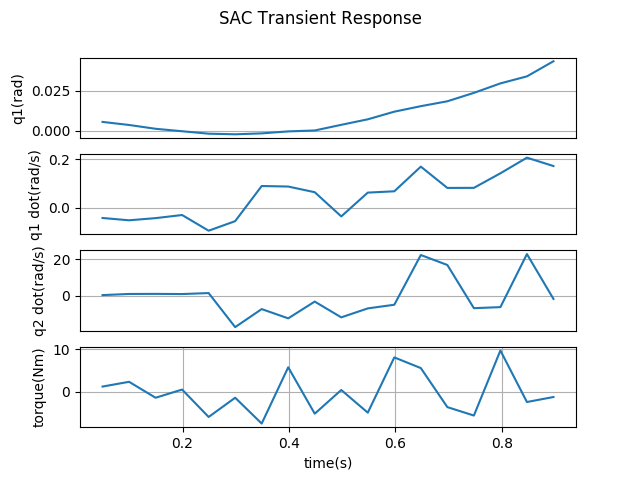 SAC Transient Response
q1(rad)
0.025
0.000
q1 dot(rad/s)
0.2
0.0
q2 dot(rad/s)
20
0
torque(Nm)
10
0
0.2 0.4 0.6 0.8
time(s)